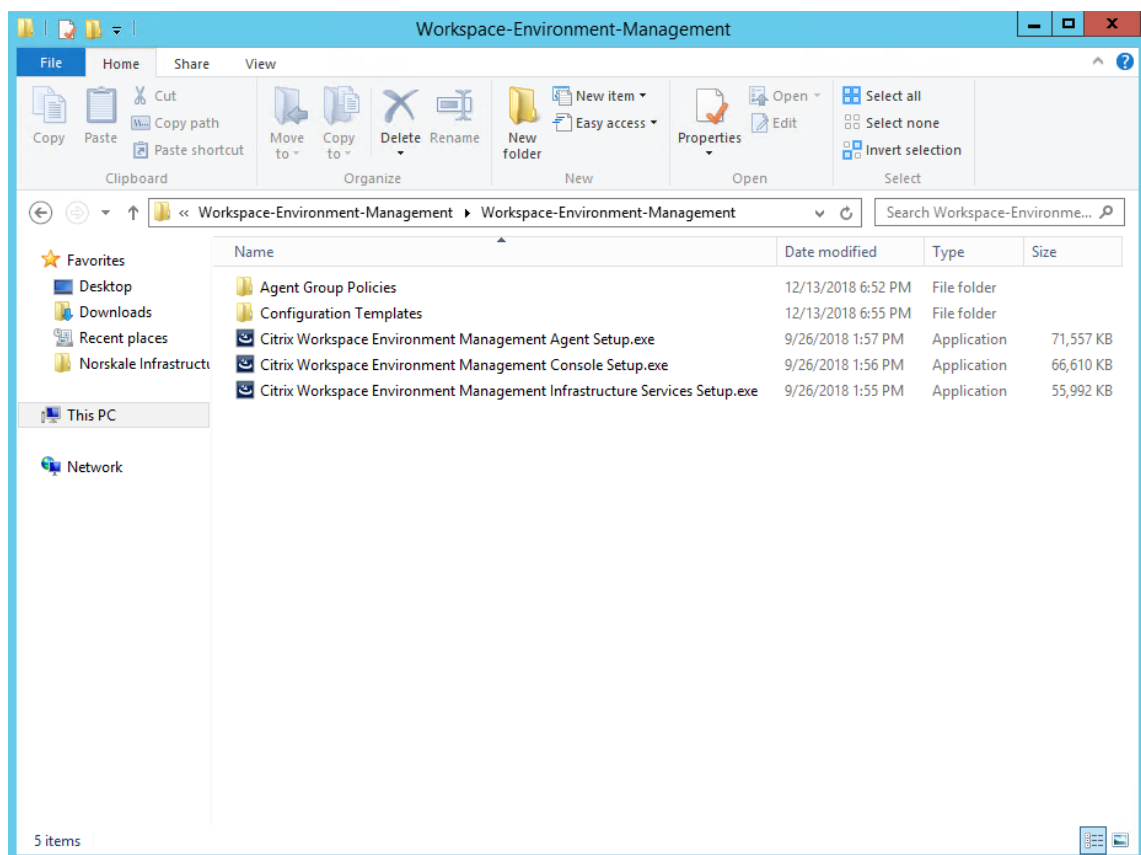 Workspace-Environment-Management
File Home Share View
Copy
Paste
Cut
Copy path
Paste shortcut
Clipboard
Move to
Copy to
Delete
Rename
Organize
New folder
New item
Easy access
New
Properties
Open
Edit
Open
Select all
Select none
Invert selection
Select
« Workspace-Environment-Management Workspace-Environment-Management
Search Workspace-Environme...
Favorites
Desktop
Downloads
Recent places
Norskale Infrastructu
This PC
Network
Name Date modified Type Size
Agent Group Policies 12/13/2018 6:52 PM File folder
Configuration Templates 12/13/2018 6:55 PM File folder
Citrix Workspace Environment Management Agent Setup.exe 9/26/2018 1:57 PM Application 71,557 KB
Citrix Workspace Environment Management Console Setup.exe 9/26/2018 1:56 PM Application 66,610 KB
Citrix Workspace Environment Management Infrastructure Services Setup.exe 9/26/2018 1:55 PM Application 55,992 KB
5 items